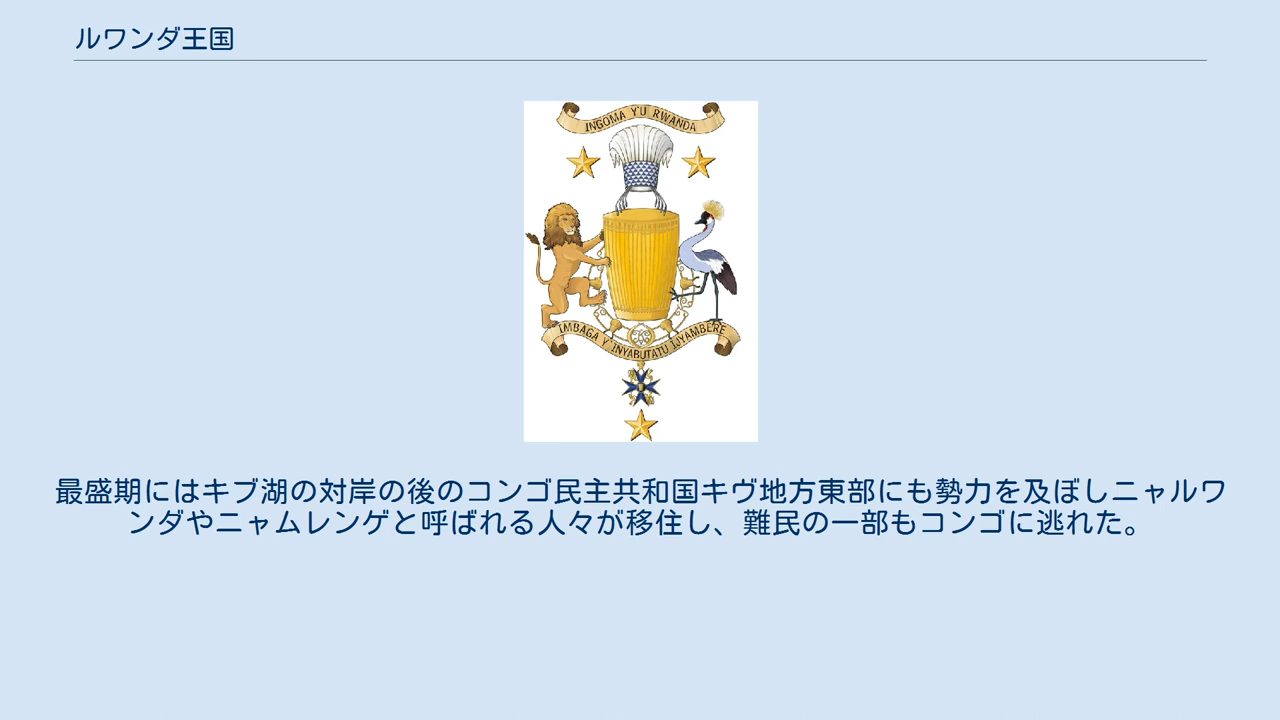 ルワンダ王国
INGOMA Y'U RWANDA
IMBAGA Y INYABUTATU IJYAMBERE
最盛期にはキブ湖の対岸の後のコンゴ民主共和国キヴ地方東部にも勢力を及ぼしニャルワ
ンダやニャムレンゲと呼ばれる人々が移住し、難民の一部もコンゴに逃れた。